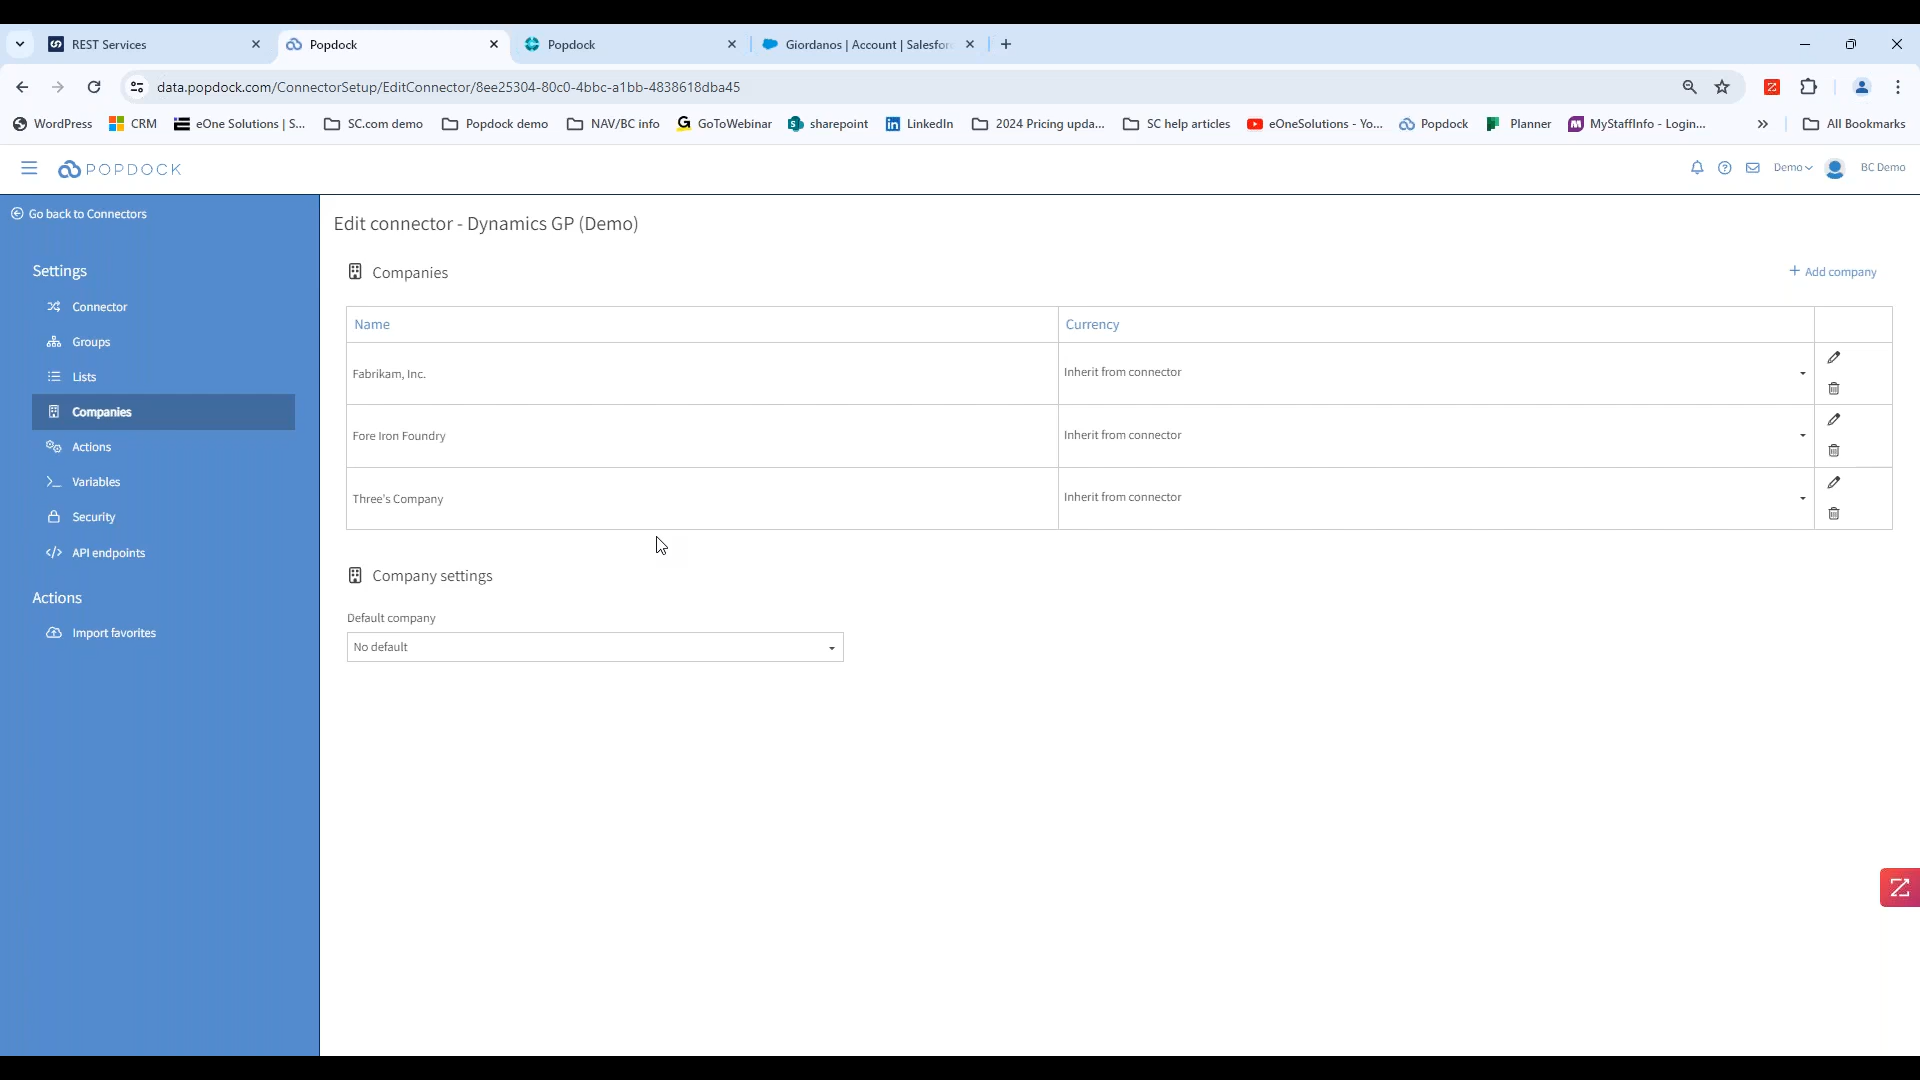 REST Services
Popdock
Popdock
Giordanos | Account | Salesfor
data.popdock.com/ConnectorSetup/EditConnector/8ee25304-80c0-4bbc-a1bb-4838618dba45
WordPress
CRM
eOne Solutions | S...
SC.com demo
Popdock demo
NAV/BC info
GoToWebinar
sharepoint
LinkedIn
2024 Pricing upda...
SC help articles
eOneSolutions - Yo...
Popdock
Planner
MyStaffInfo - Login...
All Bookmarks
POPDOCK
Demo
BC Demo
Go back to Connectors
Settings
Connector
Groups
Lists
Companies
Actions
Variables
Security
API endpoints
Actions
Import favorites
Edit connector - Dynamics GP (Demo)
Companies
+ Add company
Name
Currency
Fabrikam, Inc.
Inherit from connector
Fore Iron Foundry
Inherit from connector
Three's Company
Inherit from connector
Company settings
Default company
No default